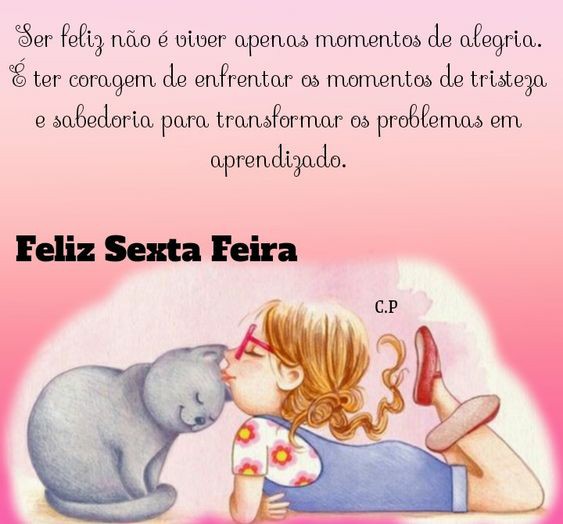 Ser feliz não é viver apenas momentos de alegria.
É ter coragem de enfrentar os momentos de tristeza
e sabedoria para transformar os problemas em
aprendizado.
Feliz Sexta Feira
C.P